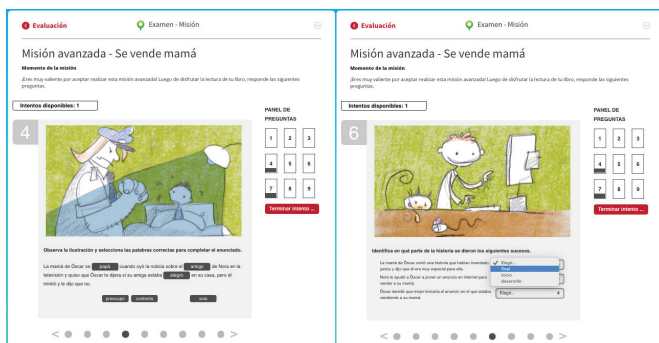 Evaluación
Examen - Misión
Misión avanzada - Se vende mamá
Momento de la misión
¡Eres muy valiente por aceptar realizar esta misión avanzada! Luego de disfrutar la lectura de tu libro, responde las siguientes
preguntas.
Intentos disponibles: 1
PANEL DE
PREGUNTAS
4
1 2 3
4 5 6
7 8 9
Terminar intento ...
Observa la ilustración y selecciona las palabras correctas para completar el enunciado.
La mamá de Óscar se papá cuando oyó la noticia sobre el amigo de Nora en la
televisión y quiso que Óscar le dijera si su amiga estaba alegró en su casa, pero él
mintió y le dijo que no.
preocupó contenta sola
< >
Evaluación
Examen - Misión
Misión avanzada - Se vende mamá
Momento de la misión
¡Eres muy valiente por aceptar realizar esta misión avanzada! Luego de disfrutar la lectura de tu libro, responde las siguientes
preguntas.
Intentos disponibles: 1
PANEL DE
PREGUNTAS
6
1 2 3
4 5 6
7 8 9
Terminar intento ...
Identifica en qué parte de la historia se dieron los siguientes sucesos.
La mamá de Óscar contó una historia que habían inventado
juntos y dijo que él era muy especial para ella.
Nora le ayudó a Óscar a poner un anuncio en internet para
vender a su mamá.
Óscar decidió que mejor borraría el anuncio en el que estaba
vendiendo a su mamá.
✓ Elegir...
final
inicio
desarrollo
Elegir...
< >